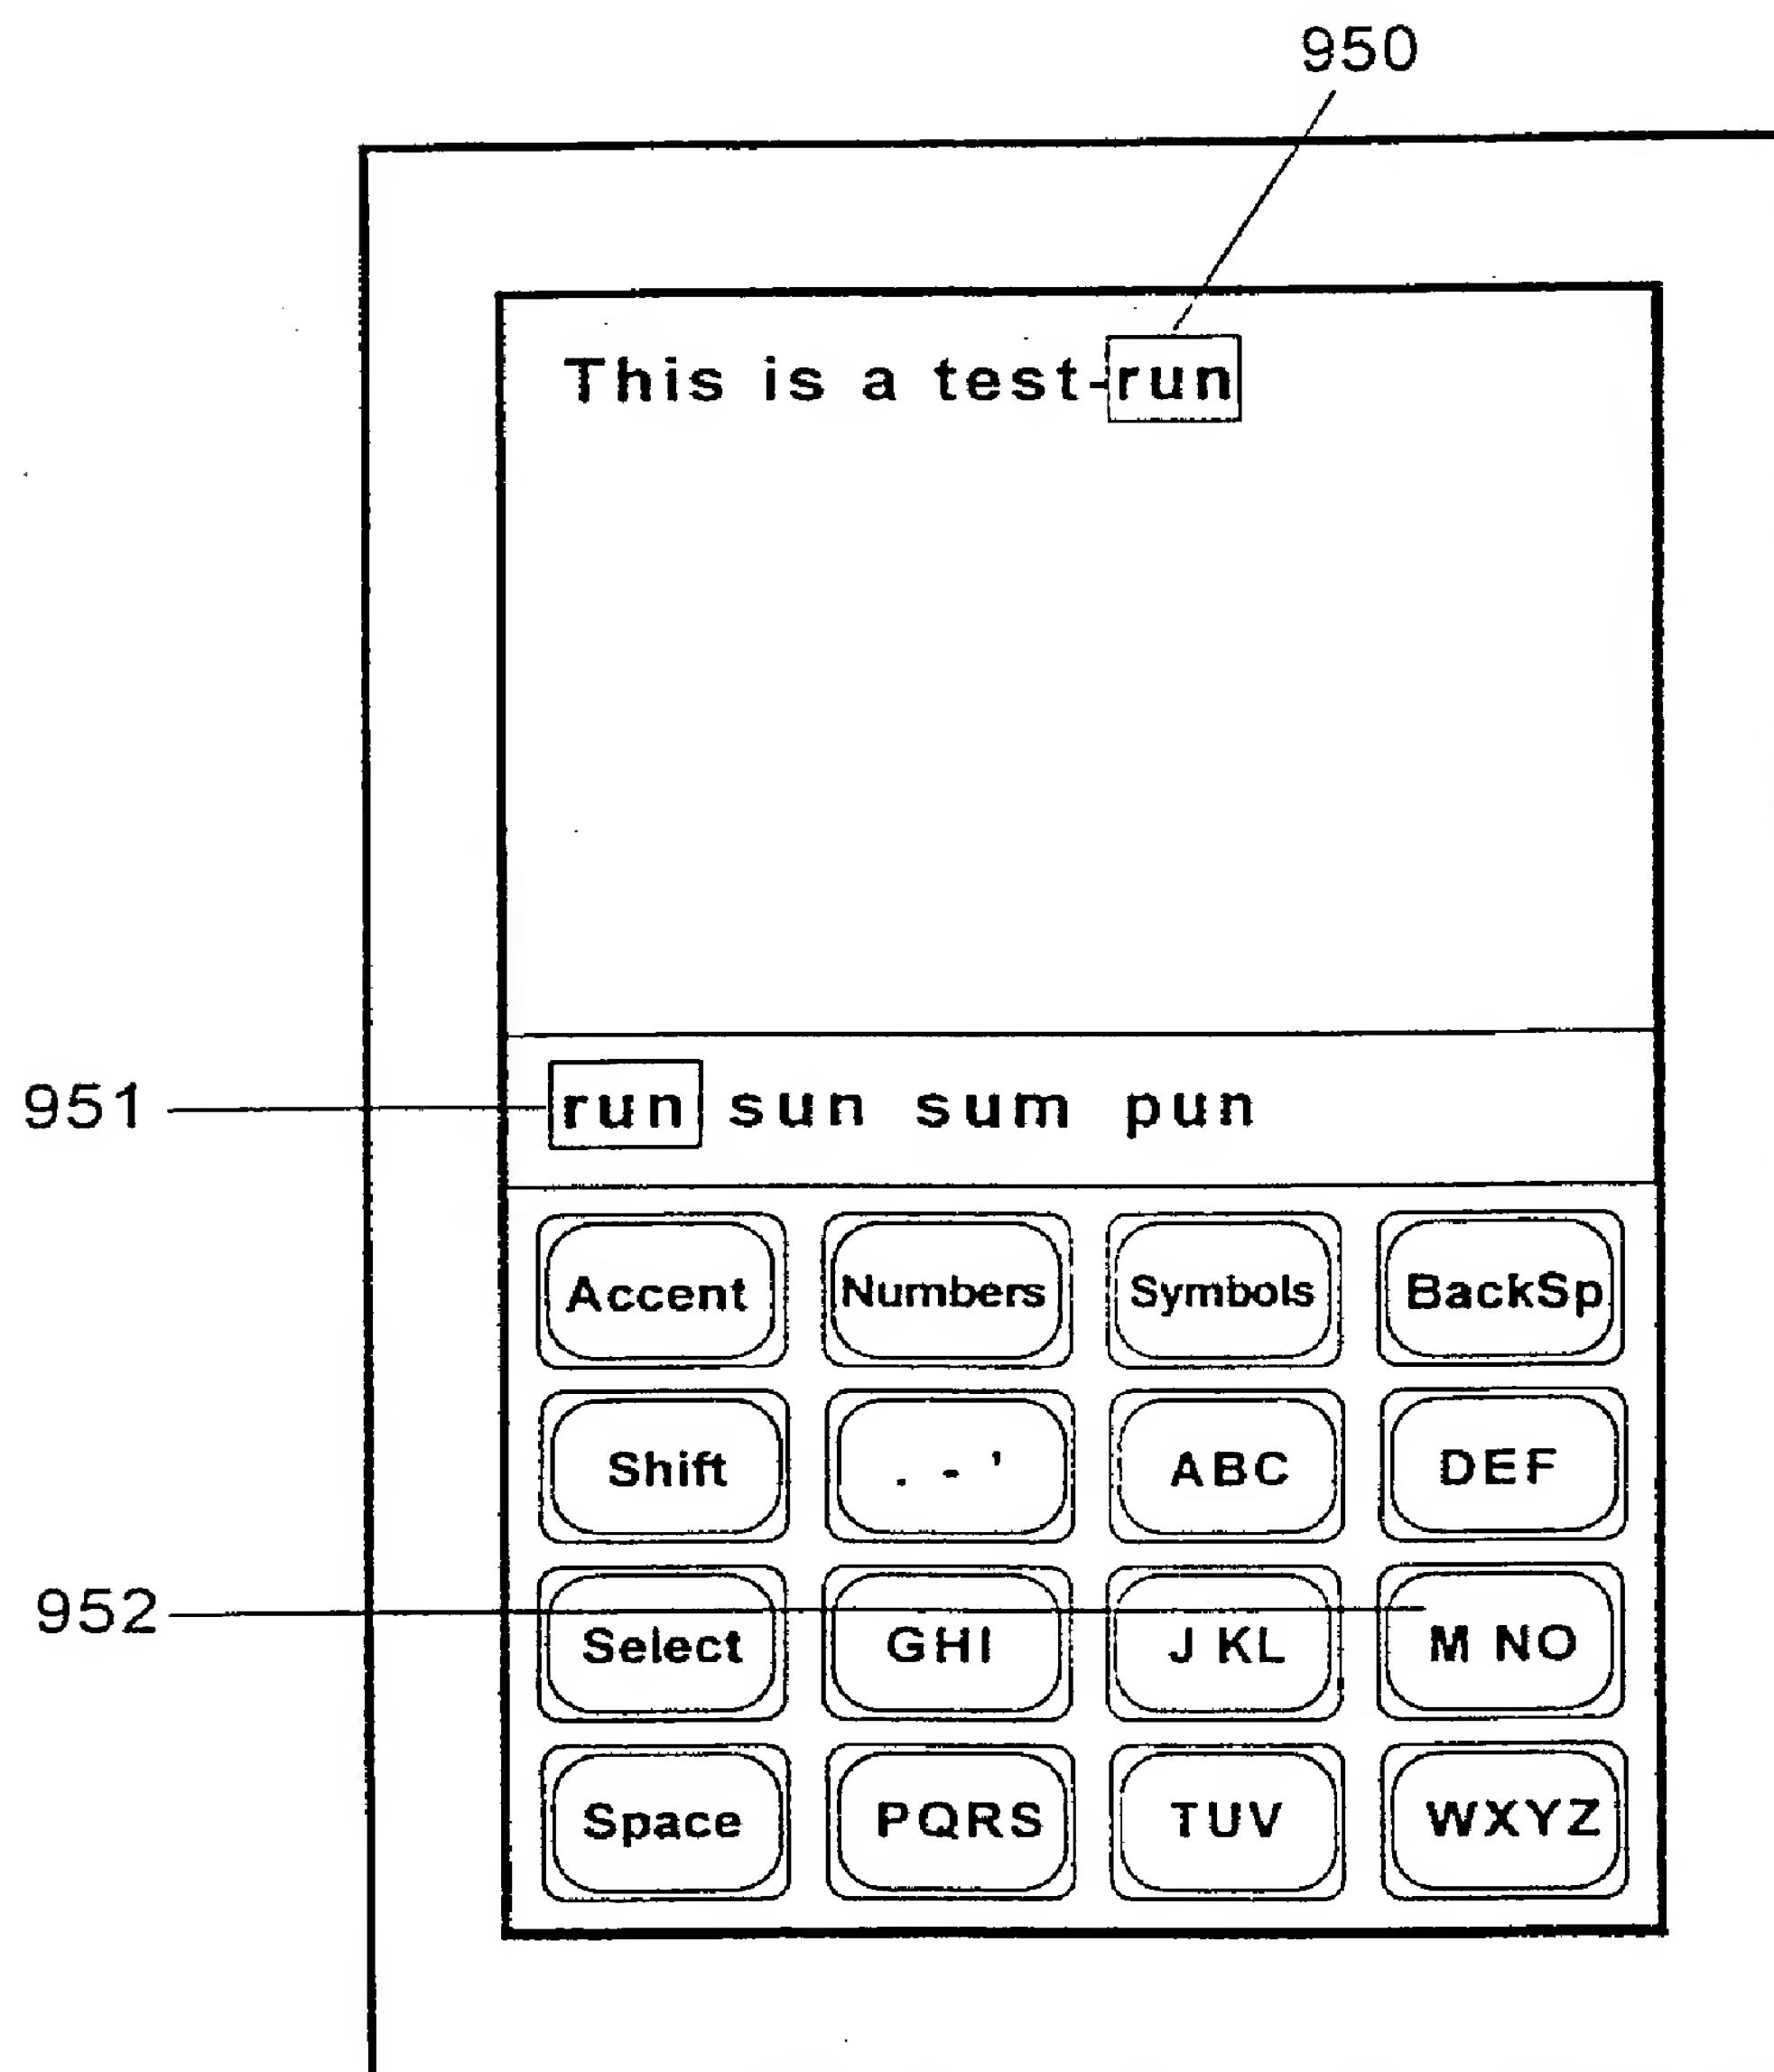 950
This is a test-run
951
run sun sum pun
Accent Numbers Symbols BackSp
Shift . - ' ABC DEF
952
Select GHI J KL M NO
Space PQRS TUV WXYZ